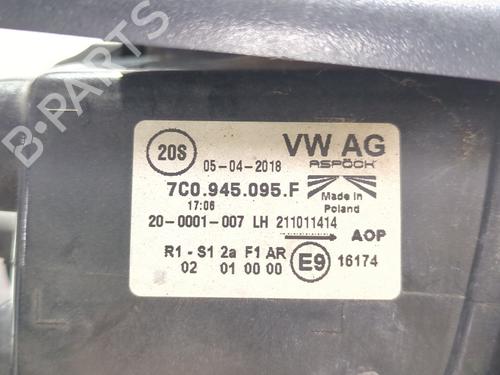 B-PARTS
20S
05-04-2018
VW AG
ASPÖCK
7C0.945.095.F
17:06
Made in
Poland
20-0001-007 LH 211011414
AOP
R1 - S1 2a F1 AR
02 01 00 00
E9
16174